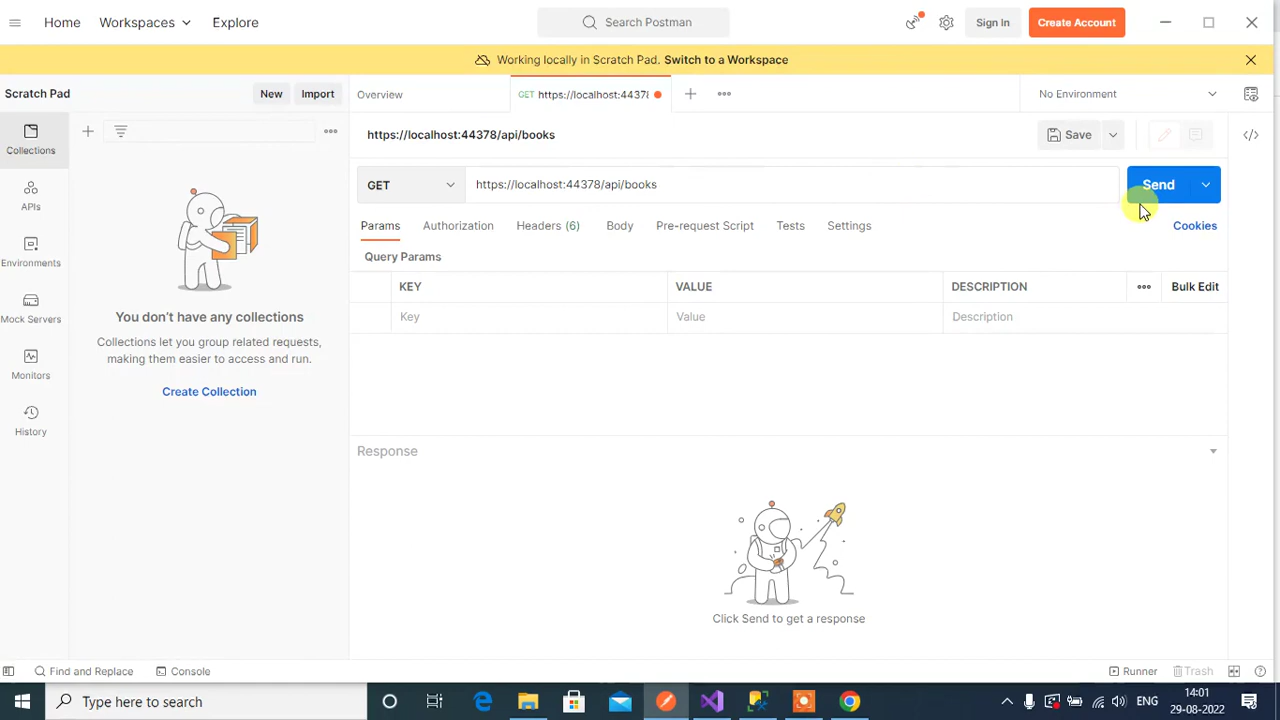 Home
Workspaces
Explore
Search Postman
Sign In
Create Account
Working locally in Scratch Pad. Switch to a Workspace
Scratch Pad
New
Import
Overview
GET https://localhost:44378
No Environment
Collections
https://localhost:44378/api/books
Save
GET
https://localhost:44378/api/books
Send
APIs
Params
Authorization
Headers (6)
Body
Pre-request Script
Tests
Settings
Cookies
Environments
Query Params
KEY
VALUE
DESCRIPTION
Bulk Edit
Key
Value
Description
Mock Servers
You don't have any collections
Collections let you group related requests,
making them easier to access and run.
Create Collection
Monitors
History
Response
Click Send to get a response
Find and Replace
Console
Runner
Trash
Type here to search
ENG
14:01
29-08-2022